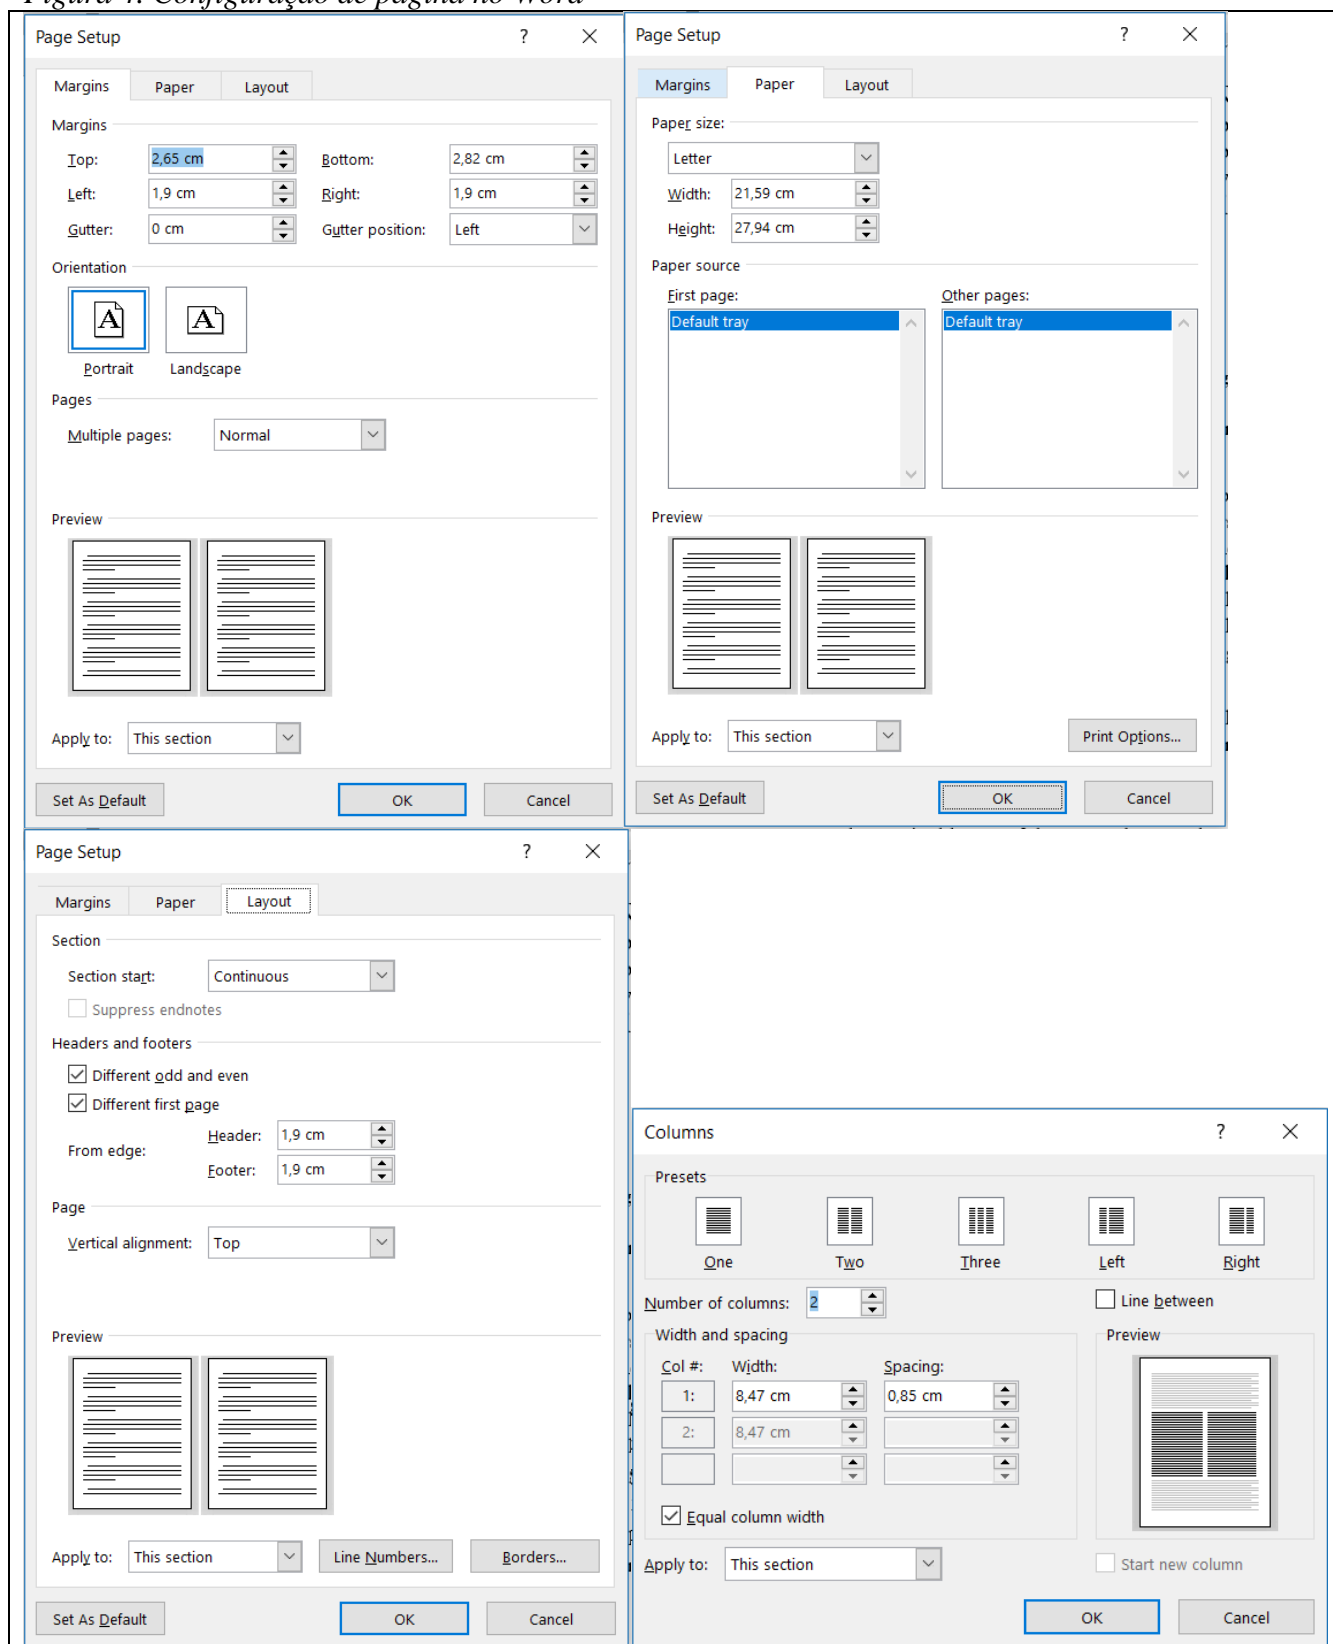 Figura 4. Configuração de página no Word
Page Setup ?
Margins Paper Layout
Margins
Top: 2,65 cm Bottom: 2,82 cm
Left: 1,9 cm Right: 1,9 cm
Gutter: 0 cm Gutter position: Left
Orientation
A A
Portrait Landscape
Pages
Multiple pages: Normal
Preview
Apply to: This section
Set As Default OK Cancel
Page Setup ?
Margins Paper Layout
Paper size:
Letter
Width: 21,59 cm
Height: 27,94 cm
Paper source
First page: Other pages:
Default tray Default tray
Preview
Apply to: This section Print Options...
Set As Default OK Cancel
Page Setup ?
Margins Paper Layout
Section
Section start: Continuous
Suppress endnotes
Headers and footers
Different odd and even
Different first page
From edge: Header: 1,9 cm
Footer: 1,9 cm
Page
Vertical alignment: Top
Preview
Apply to: This section Line Numbers... Borders...
Set As Default OK Cancel
Columns ?
Presets
One Two Three Left Right
Number of columns: 2 Line between
Width and spacing Preview
Col #: Width: Spacing:
1: 8,47 cm 0,85 cm
2: 8,47 cm
Equal column width
Apply to: This section Start new column
OK Cancel